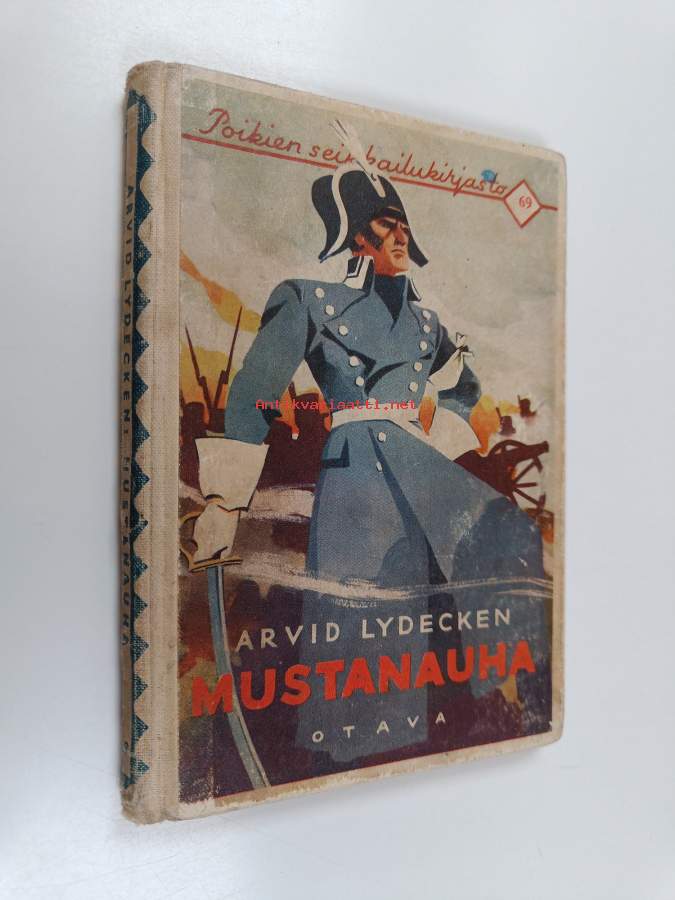 Poikien seikkailukirjasto
69
Antikvariaatti.net
ARVID LYDECKEN
MUSTANAUHA
OTAVA
ARVID LYDECKEN: MUSTANAUHA